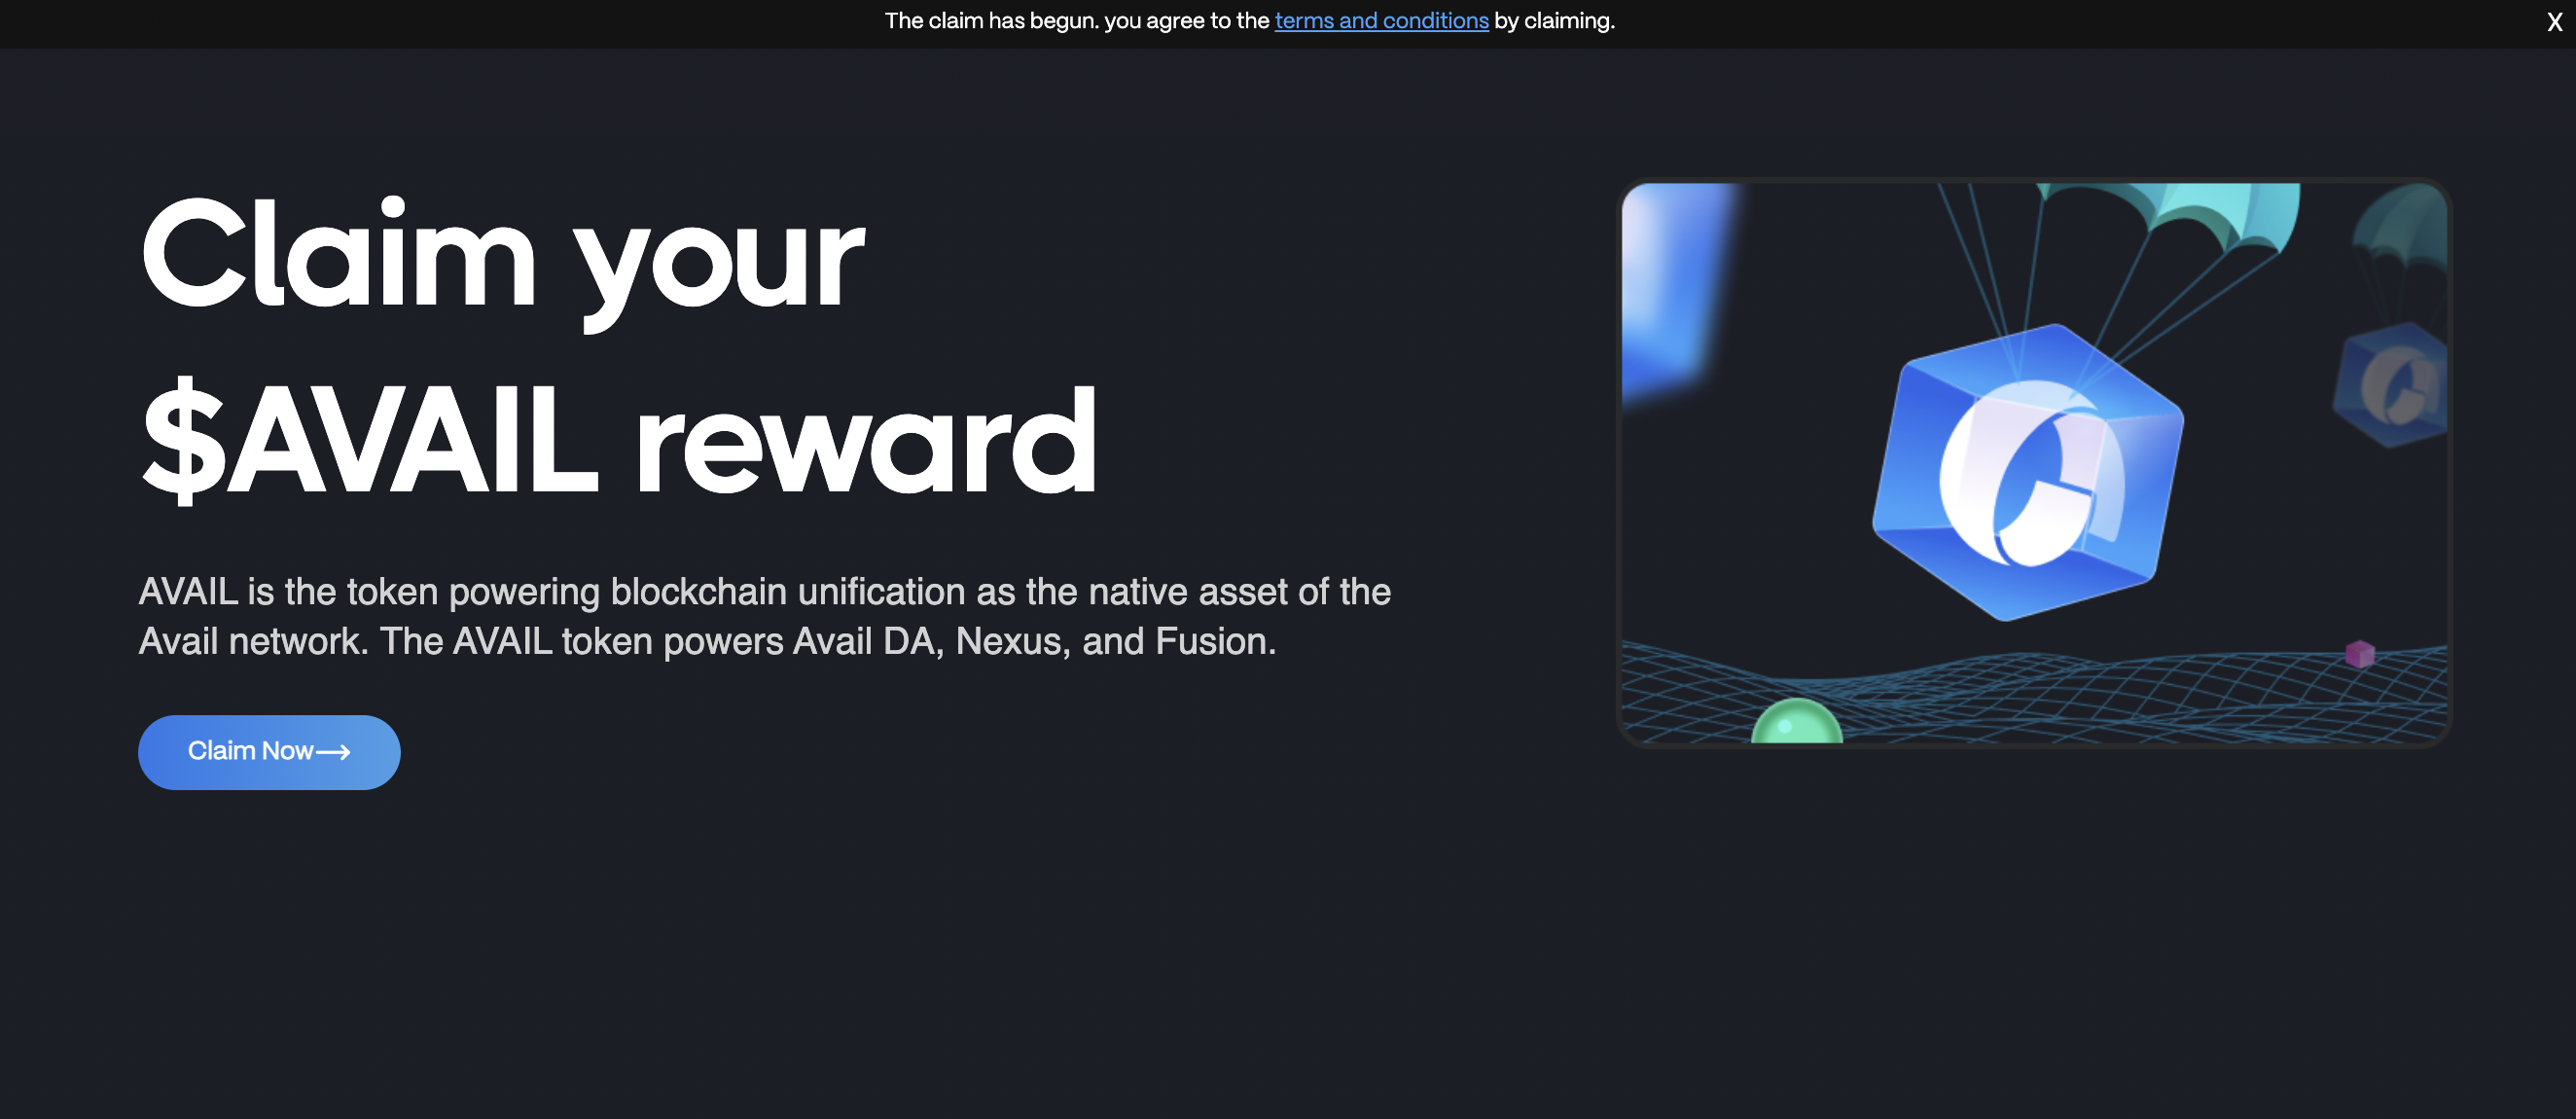 The claim has begun. you agree to the terms and conditions by claiming.
X
Claim your
$AVAIL reward
AVAIL is the token powering blockchain unification as the native asset of the
Avail network. The AVAIL token powers Avail DA, Nexus, and Fusion.
Claim Now⟶